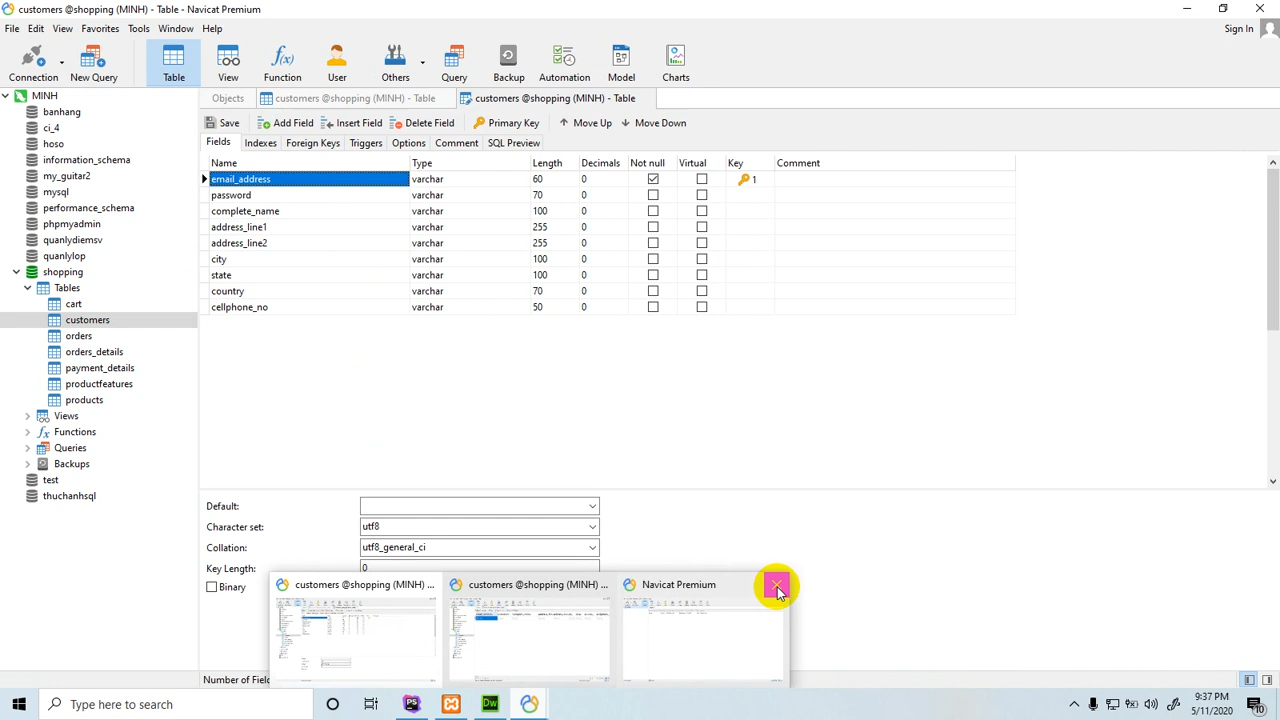 customers @shopping (MINH) - Table - Navicat Premium
File Edit View Favorites Tools Window Help
Sign In
Connection New Query Table View Function User Others Query Backup Automation Model Charts
MINH
banhang
ci_4
hoso
information_schema
my_guitar2
mysql
performance_schema
phpmyadmin
quanlydiemsv
quanlylop
shopping
Tables
cart
customers
orders
orders_details
payment_details
productfeatures
products
Views
Functions
Queries
Backups
test
thuchanhsql
Objects customers @shopping (MINH) - Table customers @shopping (MINH) - Table
Save Add Field Insert Field Delete Field Primary Key Move Up Move Down
Fields Indexes Foreign Keys Triggers Options Comment SQL Preview
Name Type Length Decimals Not null Virtual Key Comment
email_address varchar 60 0 1
password varchar 70 0
complete_name varchar 100 0
address_line1 varchar 255 0
address_line2 varchar 255 0
city varchar 100 0
state varchar 100 0
country varchar 70 0
cellphone_no varchar 50 0
Default:
Character set: utf8
Collation: utf8_general_ci
Key Length: 0
Binary
customers @shopping (MINH) ... customers @shopping (MINH) ... Navicat Premium
Number of Field
Type here to search
Ps Dw
9:37 PM
5/11/2020
10